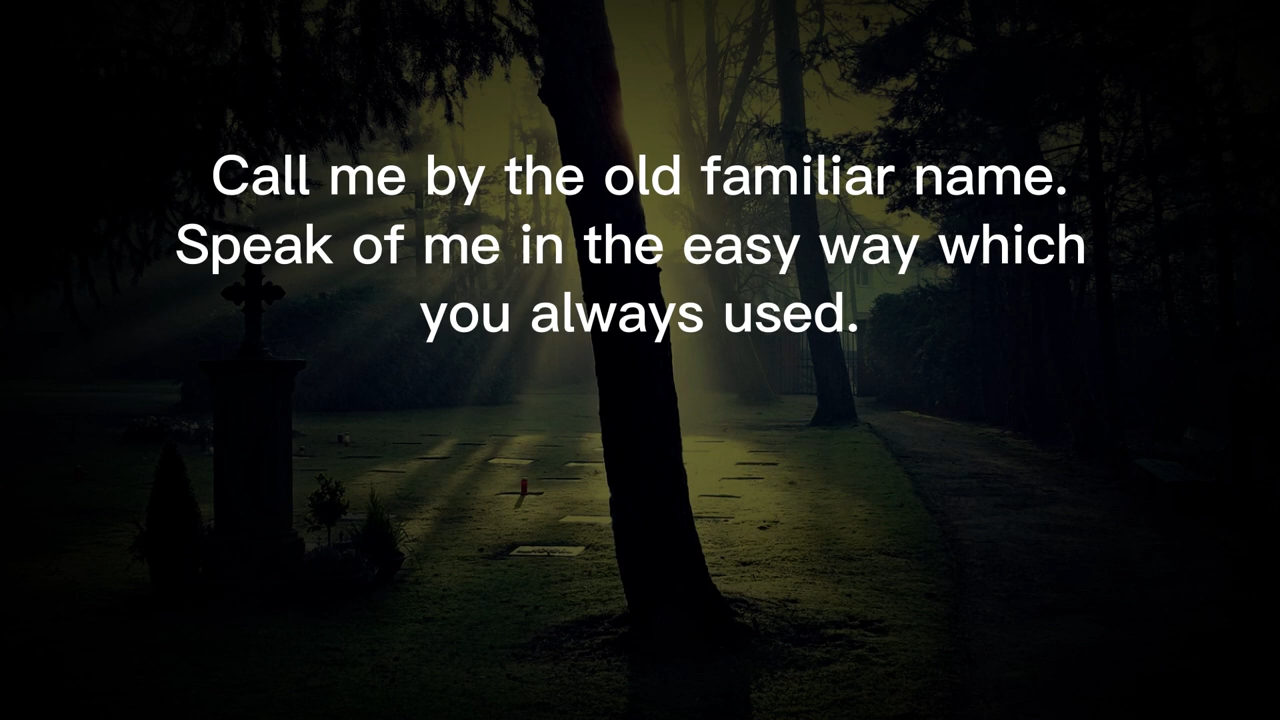 Call me by the old familiar name.
Speak of me in the easy way which
you always used.